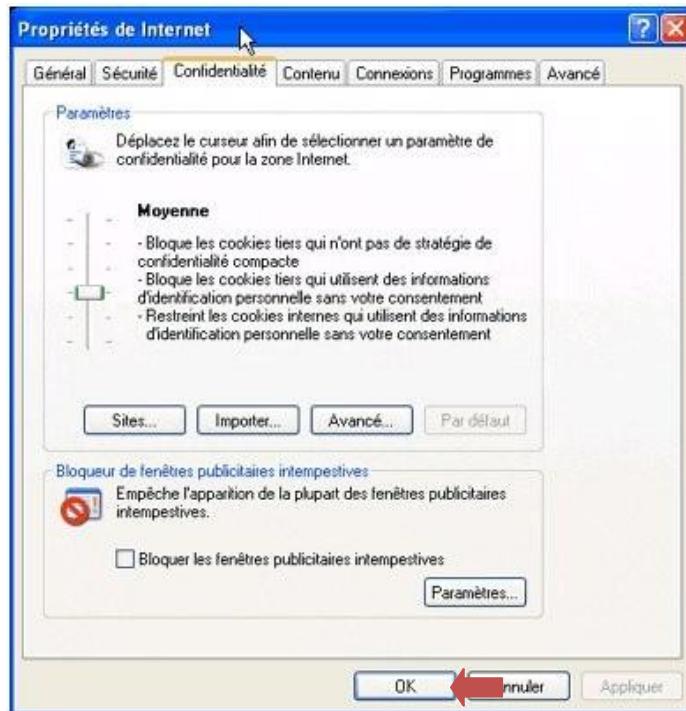 Propriétés de Internet
Général Sécurité Confidentialité Contenu Connexions Programmes Avancé
Paramètres
Déplacez le curseur afin de sélectionner un paramètre de
confidentialité pour la zone Internet.
Moyenne
- Bloque les cookies tiers qui n'ont pas de stratégie de
confidentialité compacte
- Bloque les cookies tiers qui utilisent des informations
d'identification personnelle sans votre consentement
- Restreint les cookies internes qui utilisent des informations
d'identification personnelle sans votre consentement
Sites... Importer... Avancé... Par défaut
Bloqueur de fenêtres publicitaires intempestives
Empêche l'apparition de la plupart des fenêtres publicitaires
intempestives.
Bloquer les fenêtres publicitaires intempestives
Paramètres...
OK nnuler Appliquer